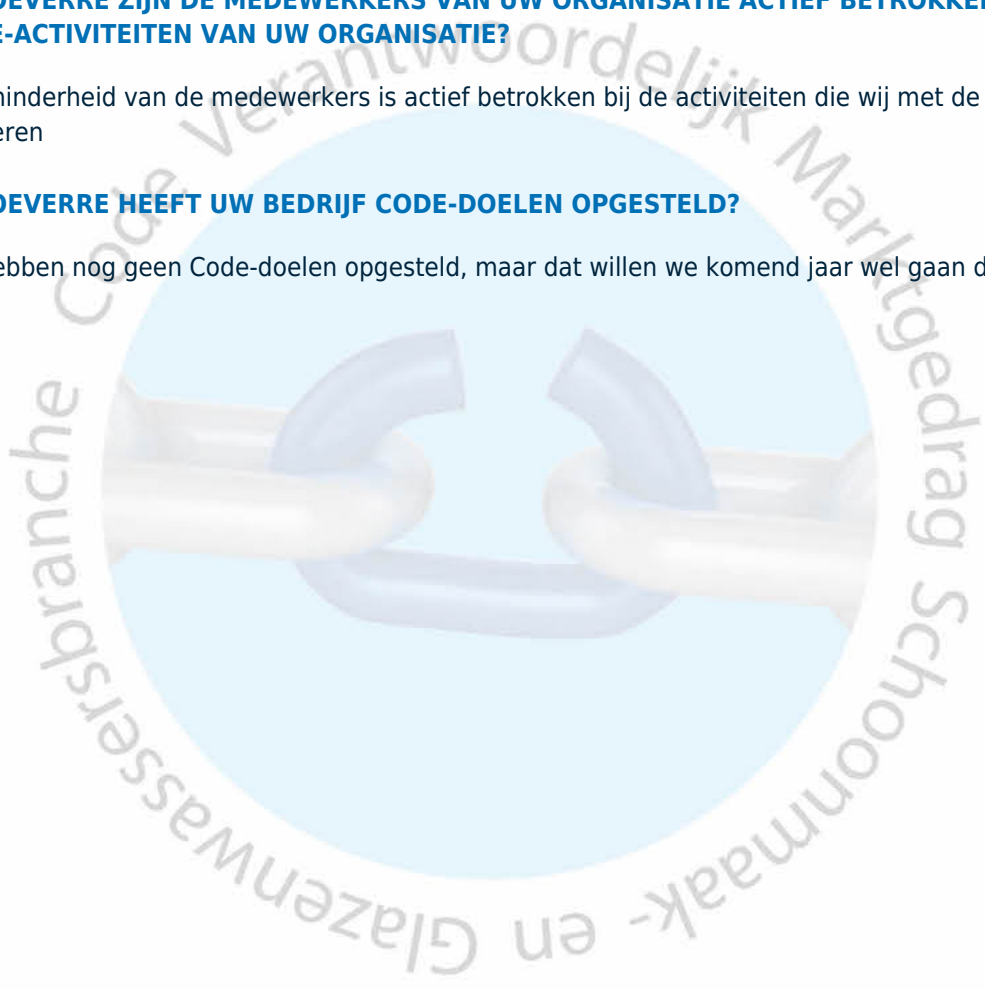 OEVERRE ZIJN DE MEDEWERKERS VAN UW ORGANISATIE ACTIEF BETROKKEN
E-ACTIVITEITEN VAN UW ORGANISATIE?
minderheid van de medewerkers is actief betrokken bij de activiteiten die wij met de
eren
OEVERRE HEEFT UW BEDRIJF CODE-DOELEN OPGESTELD?
ebben nog geen Code-doelen opgesteld, maar dat willen we komend jaar wel gaan d
Code Verantwoordelijk Marktgedrag Schoonmaak- en Glazenwassersbranche